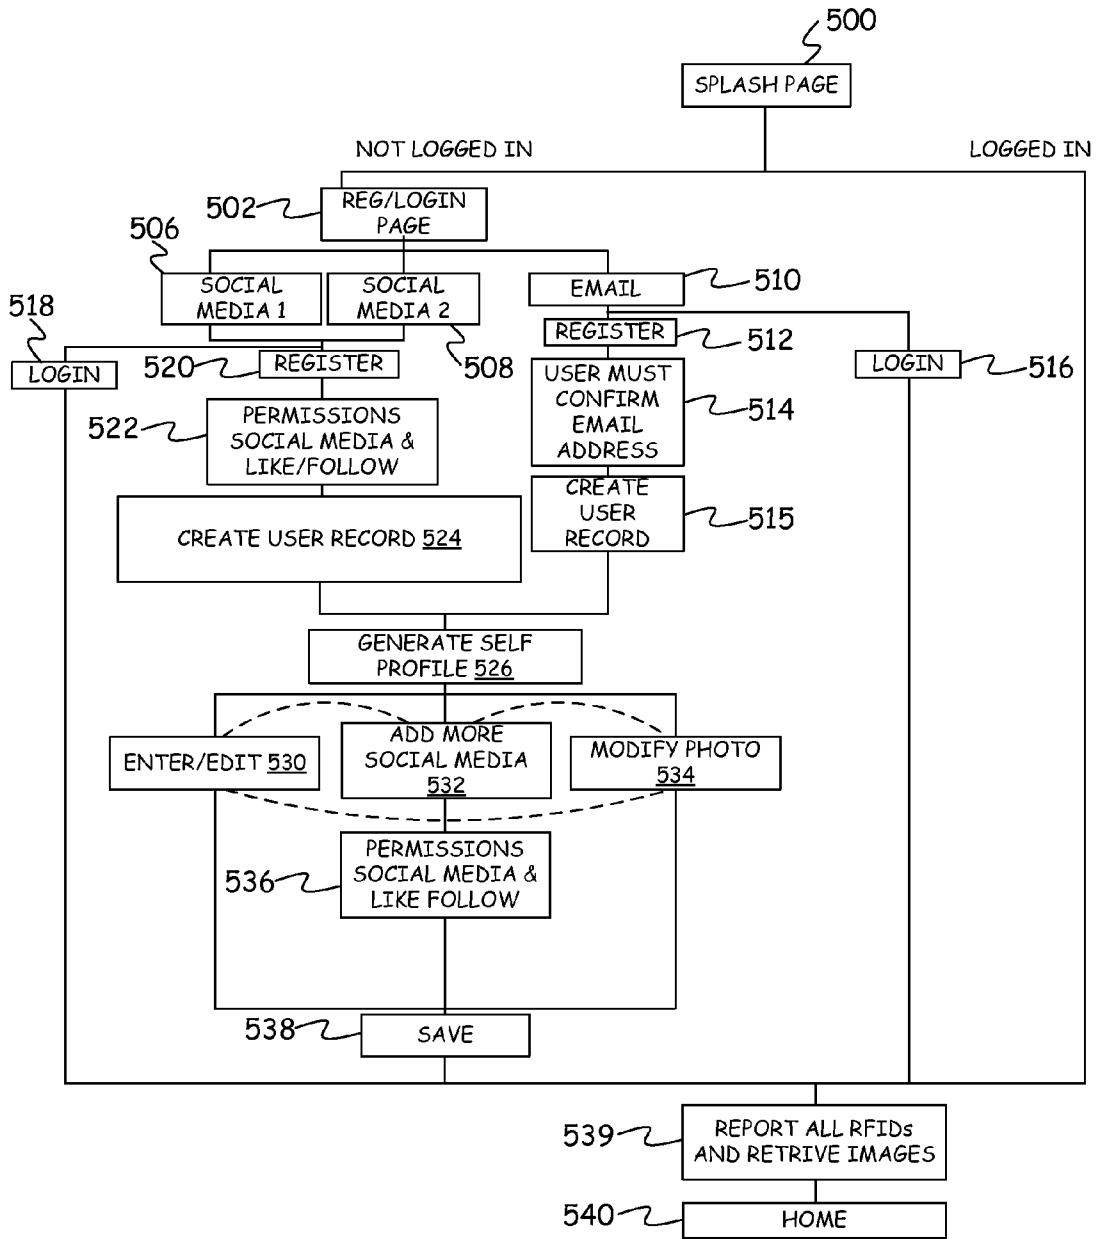 500
SPLASH PAGE
NOT LOGGED IN
LOGGED IN
502
REG/LOGIN
PAGE
506
SOCIAL
MEDIA 1
SOCIAL
MEDIA 2
508
EMAIL
510
518
LOGIN
520
REGISTER
REGISTER
512
LOGIN
516
522
PERMISSIONS
SOCIAL MEDIA &
LIKE/FOLLOW
USER MUST
CONFIRM
EMAIL
ADDRESS
514
CREATE USER RECORD 524
CREATE
USER
RECORD
515
GENERATE SELF
PROFILE 526
ENTER/EDIT 530
ADD MORE
SOCIAL MEDIA
532
MODIFY PHOTO
534
536
PERMISSIONS
SOCIAL MEDIA &
LIKE FOLLOW
538
SAVE
539
REPORT ALL RFIDs
AND RETRIVE IMAGES
540
HOME